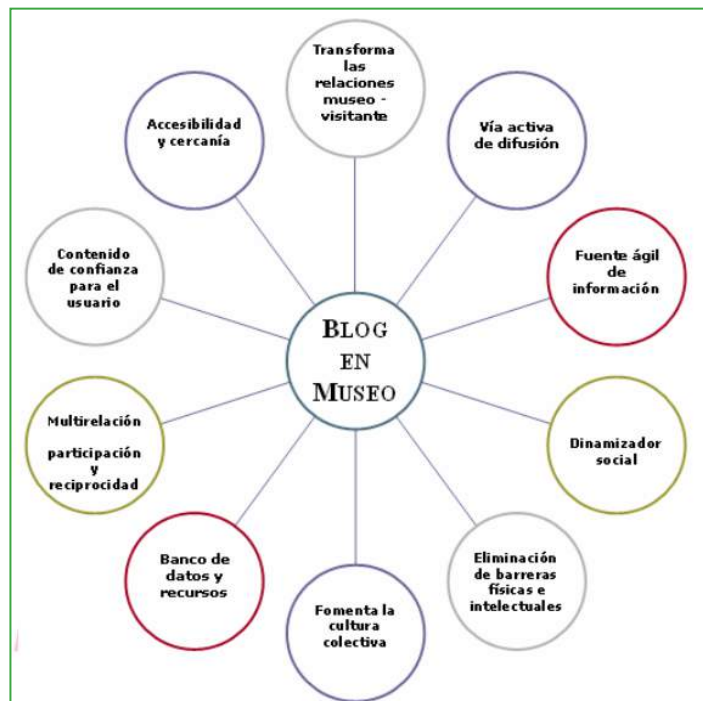 Transforma
las
relaciones
museo -
visitante
Vía activa
de difusión
Fuente ágil
de
información
Dinamizador
social
Eliminación
de barreras
físicas e
intelectuales
Fomenta la
cultura
colectiva
Banco de
datos y
recursos
Multirelación
participación
y
reciprocidad
Contenido
de confianza
para el
usuario
Accesibilidad
y cercanía
BLOG
EN
MUSEO